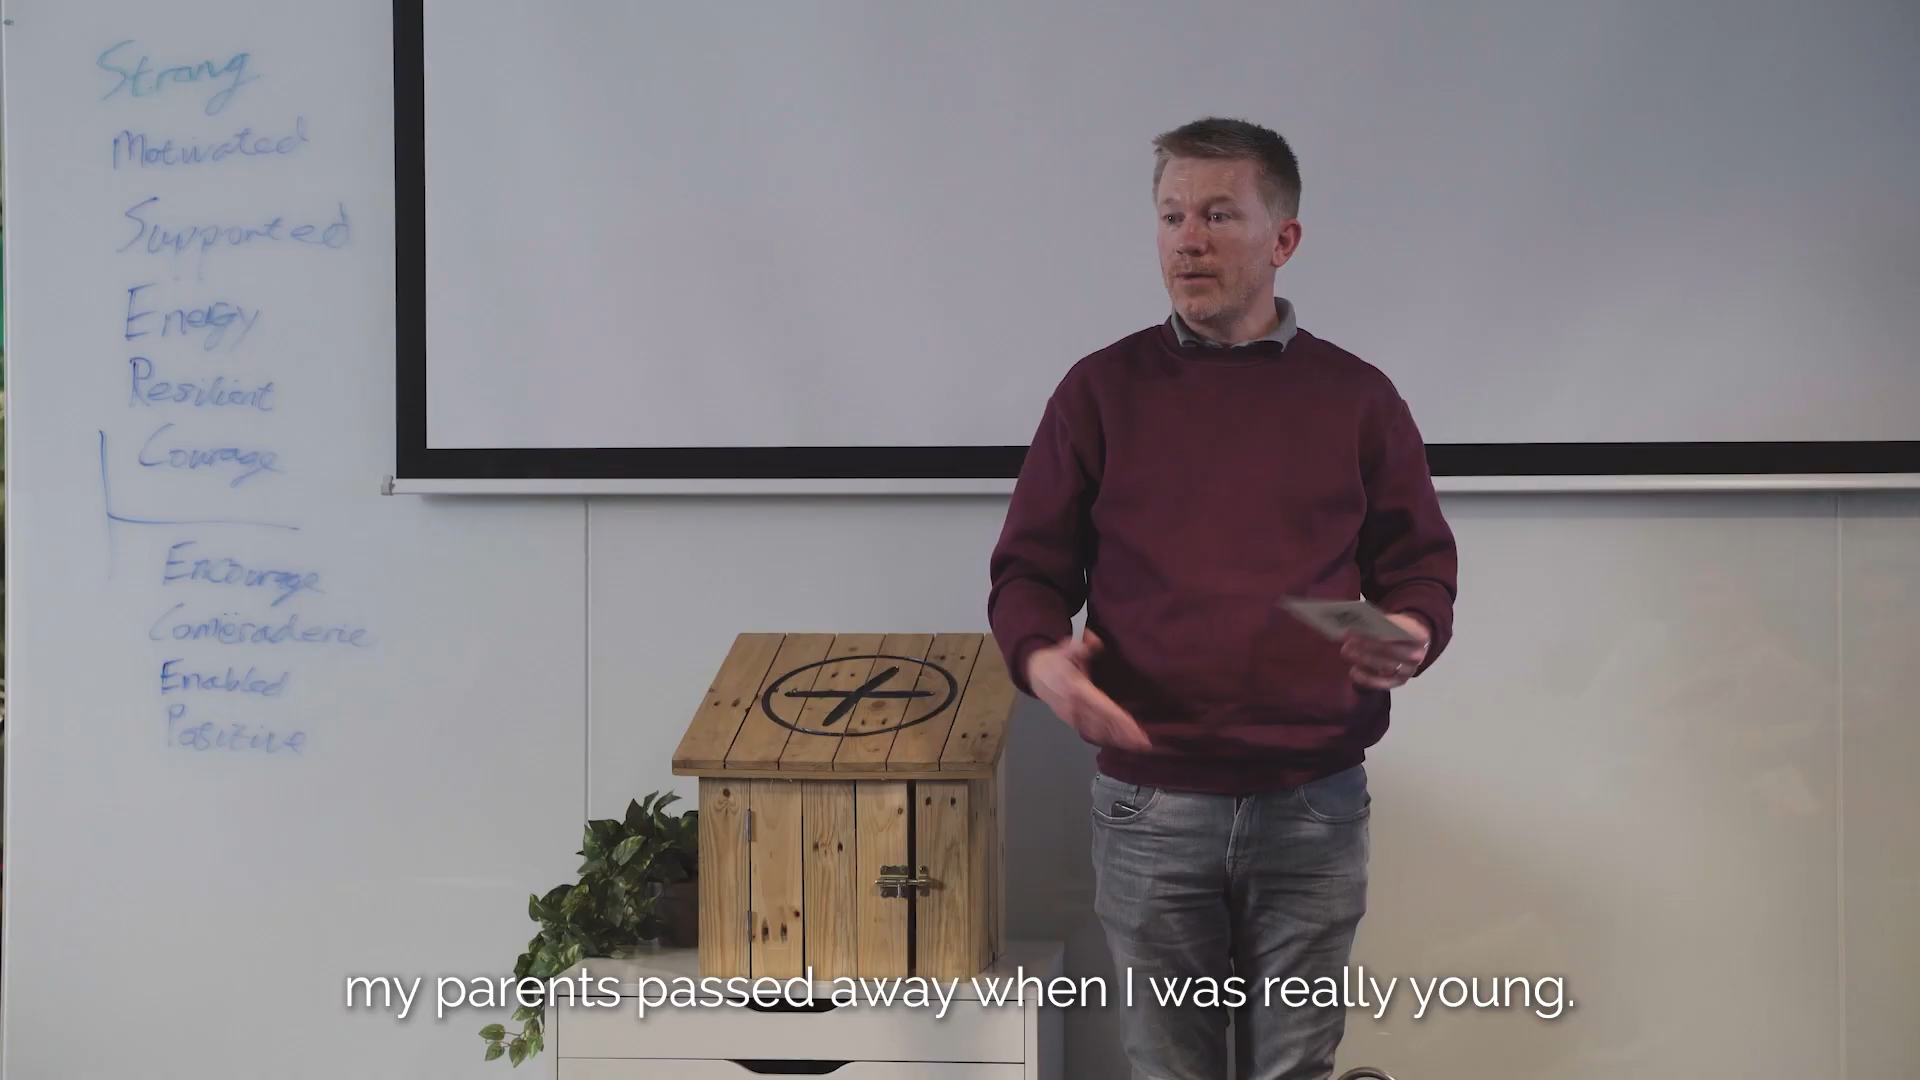 Strong
Motivated
Supported
Energy
Resilient
Courage
Encourage
Comeraderie
Enabled
Positive
my parents passed away when I was really young.